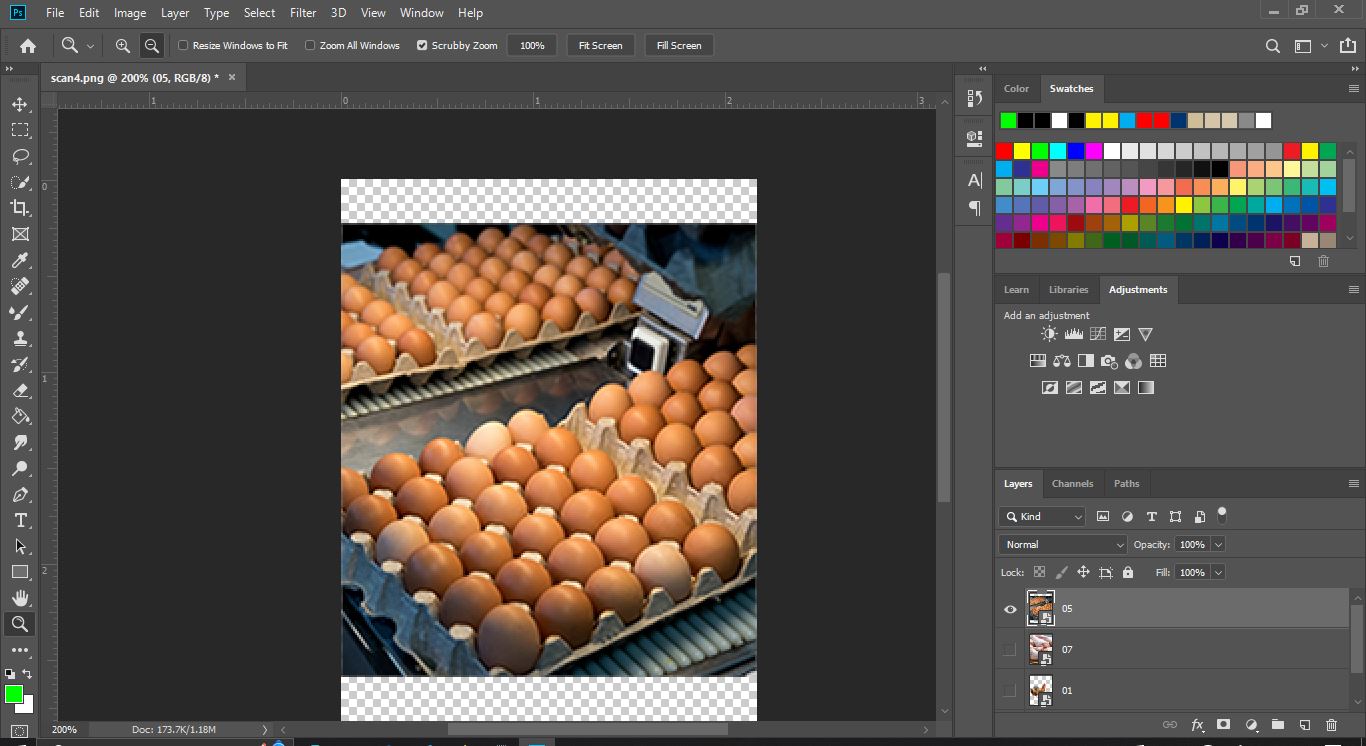 Ps File Edit Image Layer Type Select Filter 3D View Window Help
Resize Windows to Fit Zoom All Windows Scrubby Zoom 100% Fit Screen Fill Screen
scan4.png @ 200% (05, RGB/8) *
1 0 1 2 3
0
1
2
200% Doc: 173.7K/1.18M
A
Color Swatches
Learn Libraries Adjustments
Add an adjustment
Layers Channels Paths
Kind T
Normal Opacity: 100%
Lock: Fill: 100%
05
07
01
fx
T